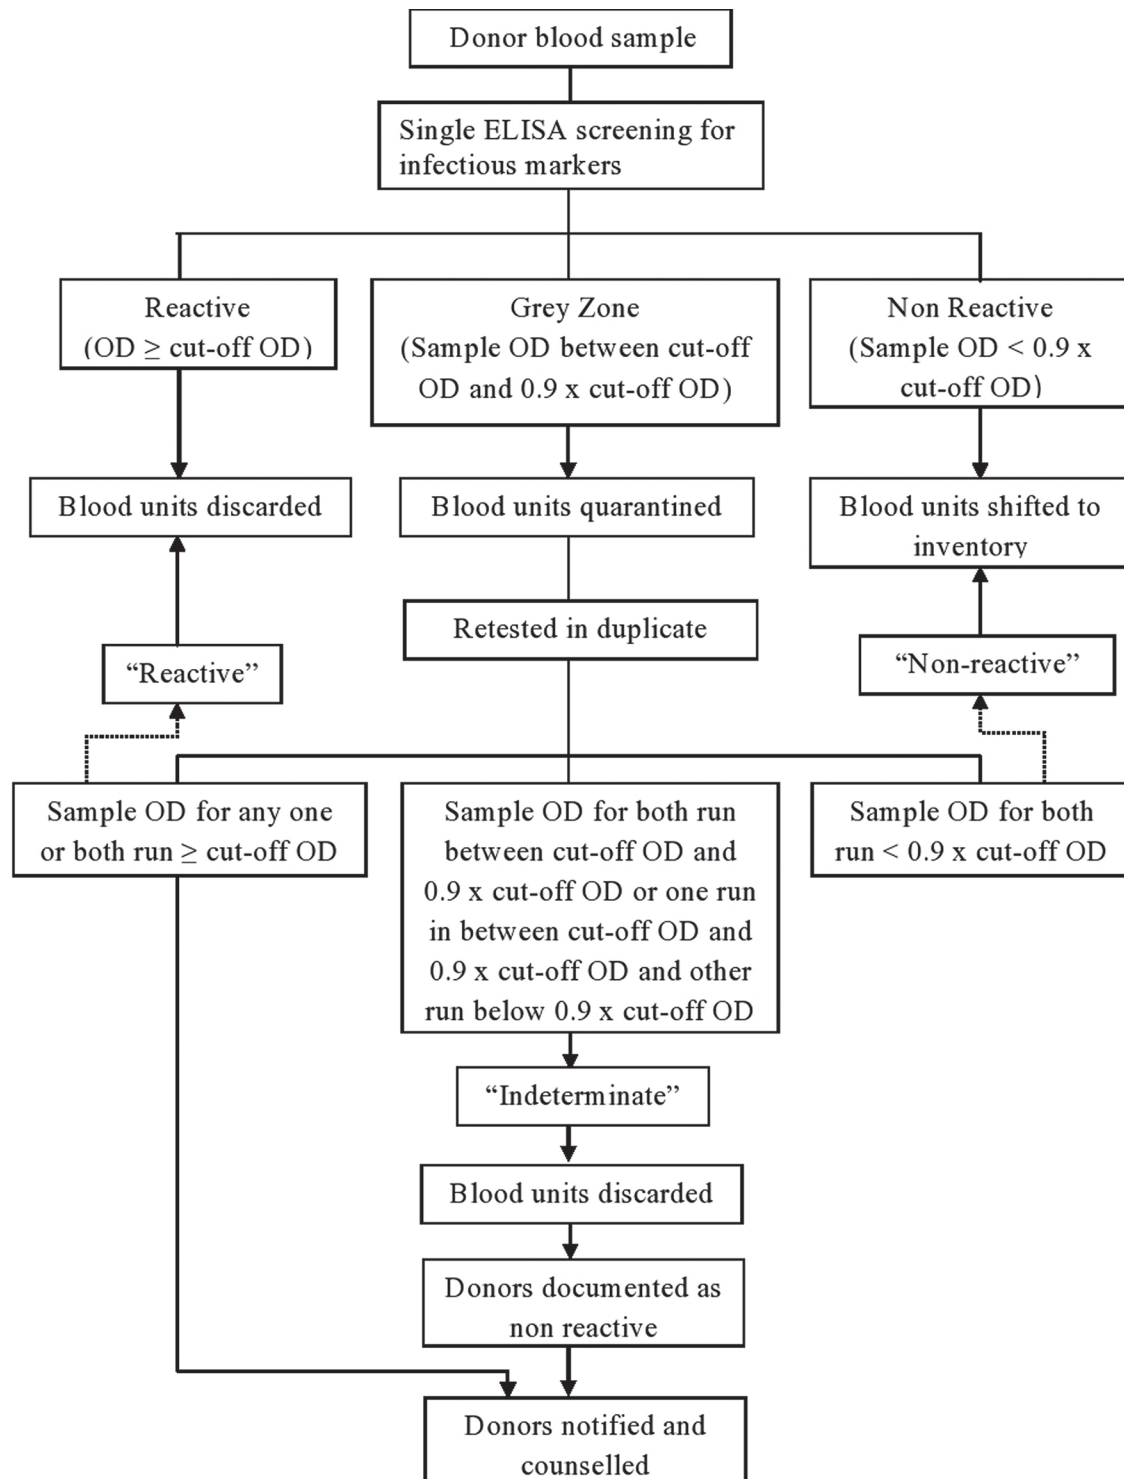 Donor blood sample
Single ELISA screening for
infectious markers
Reactive
(OD ≥ cut-off OD)
Grey Zone
(Sample OD between cut-off
OD and 0.9 x cut-off OD)
Non Reactive
(Sample OD < 0.9 x
cut-off OD)
Blood units discarded
Blood units quarantined
Blood units shifted to
inventory
Retested in duplicate
“Reactive”
“Non-reactive”
Sample OD for any one
or both run ≥ cut-off OD
Sample OD for both run
between cut-off OD and
0.9 x cut-off OD or one run
in between cut-off OD and
0.9 x cut-off OD and other
run below 0.9 x cut-off OD
Sample OD for both
run < 0.9 x cut-off OD
“Indeterminate”
Blood units discarded
Donors documented as
non reactive
Donors notified and
counselled